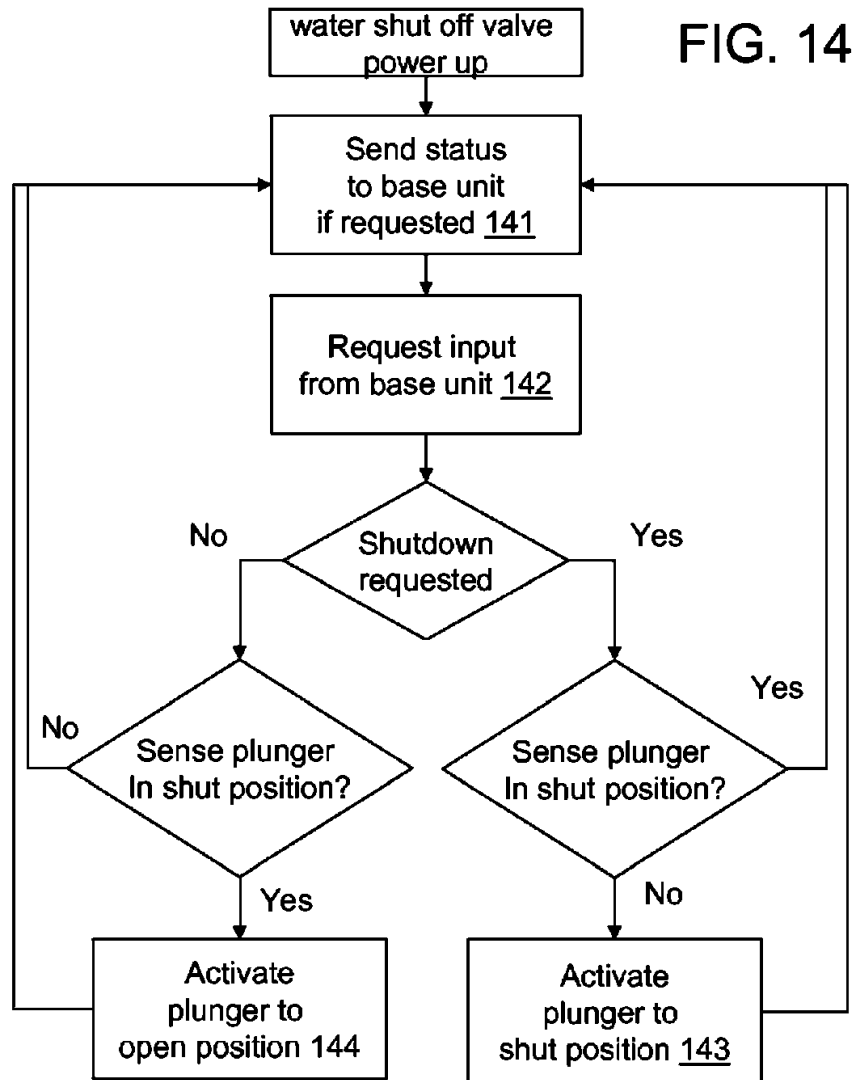 water shut off valve
power up
FIG. 14
Send status
to base unit
if requested 141
Request input
from base unit 142
No
Yes
Shutdown
requested
No
Yes
Sense plunger
In shut position?
Sense plunger
In shut position?
Yes
No
Activate
plunger to
open position 144
Activate
plunger to
shut position 143